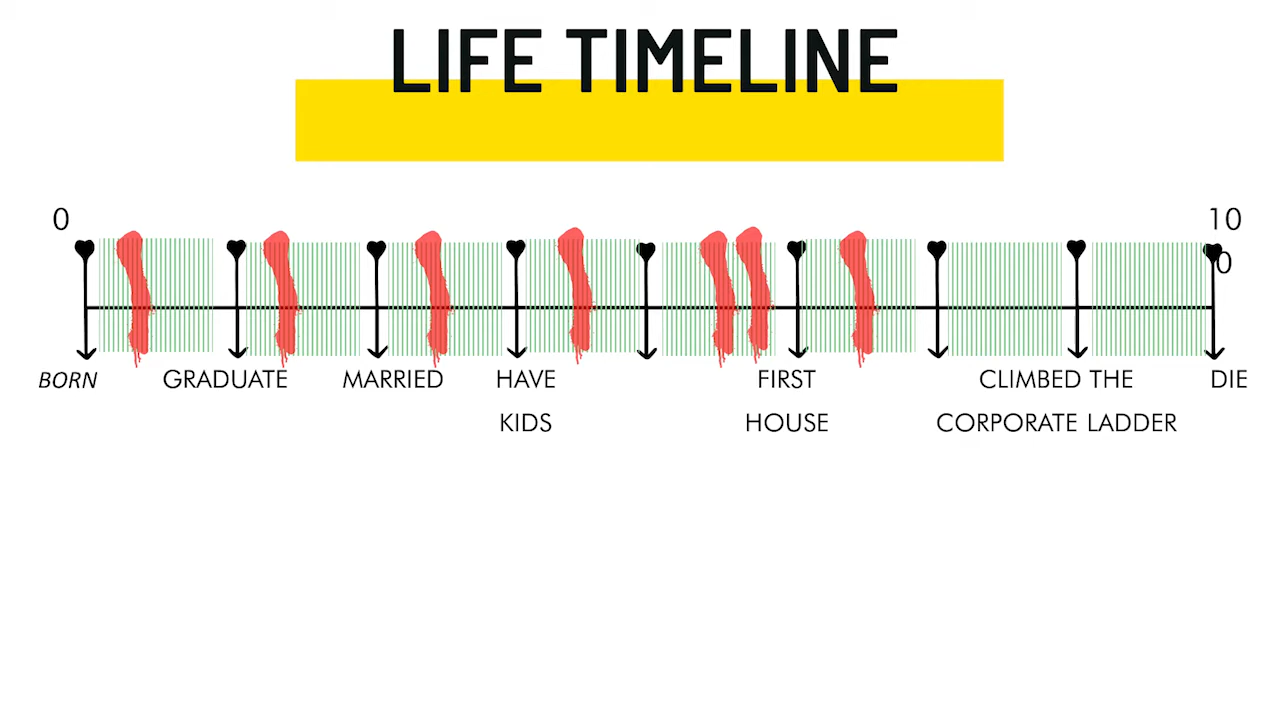 LIFE TIMELINE
0
10
0
BORN
GRADUATE
MARRIED
HAVE
KIDS
FIRST
HOUSE
CLIMBED THE
CORPORATE LADDER
DIE